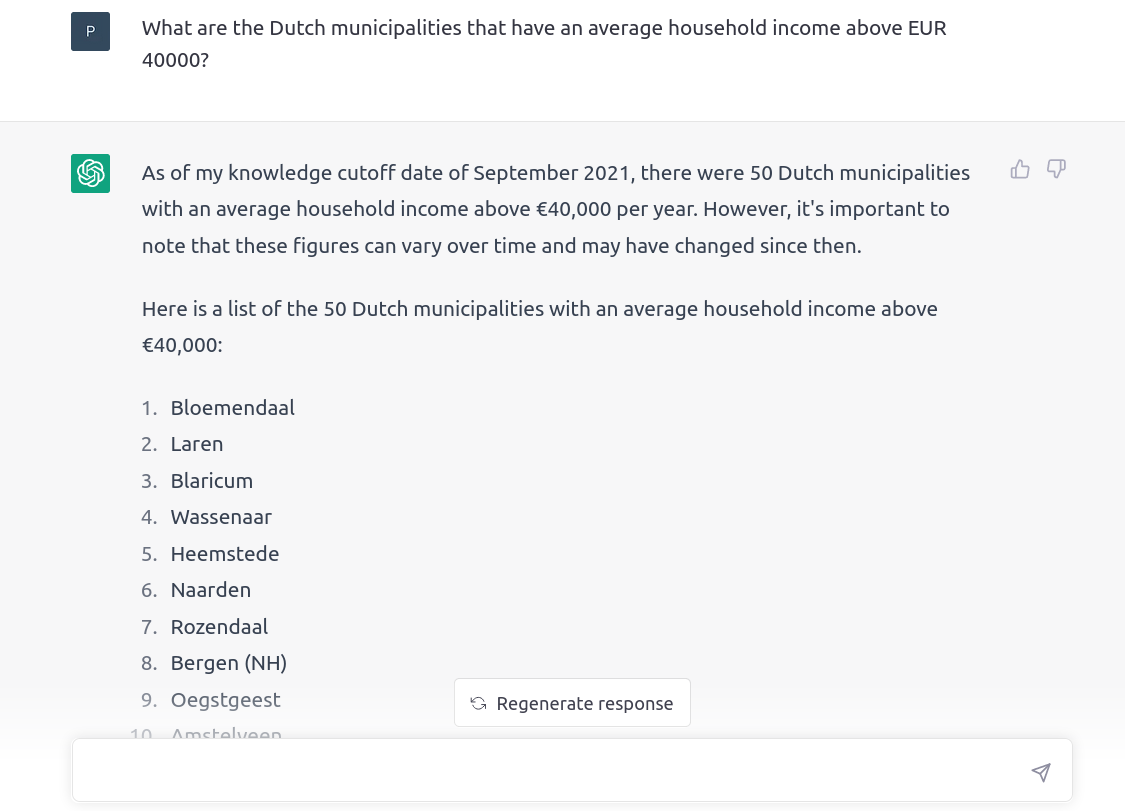 P
What are the Dutch municipalities that have an average household income above EUR
40000?
As of my knowledge cutoff date of September 2021, there were 50 Dutch municipalities
with an average household income above €40,000 per year. However, it's important to
note that these figures can vary over time and may have changed since then.
Here is a list of the 50 Dutch municipalities with an average household income above
€40,000:
1. Bloemendaal
2. Laren
3. Blaricum
4. Wassenaar
5. Heemstede
6. Naarden
7. Rozendaal
8. Bergen (NH)
9. Oegstgeest
10. Amstelveen
Regenerate response